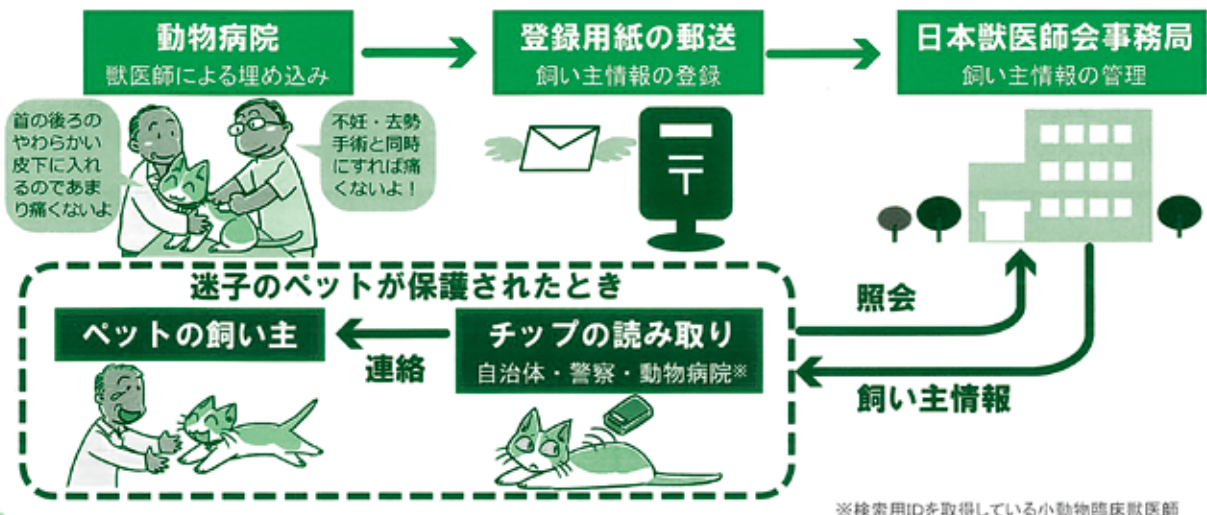 動物病院
獣医師による埋め込み
登録用紙の郵送
飼い主情報の登録
日本獣医師会事務局
飼い主情報の管理
首の後ろの
やわらかい
皮下に入れ
るのであま
り痛くないよ
不妊・去勢
手術と同時
にすれば痛
くないよ！
〒
迷子のペットが保護されたとき
ペットの飼い主
連絡
チップの読み取り
自治体・警察・動物病院※
照会
飼い主情報
※検索用IDを取得している小動物臨床獣医師